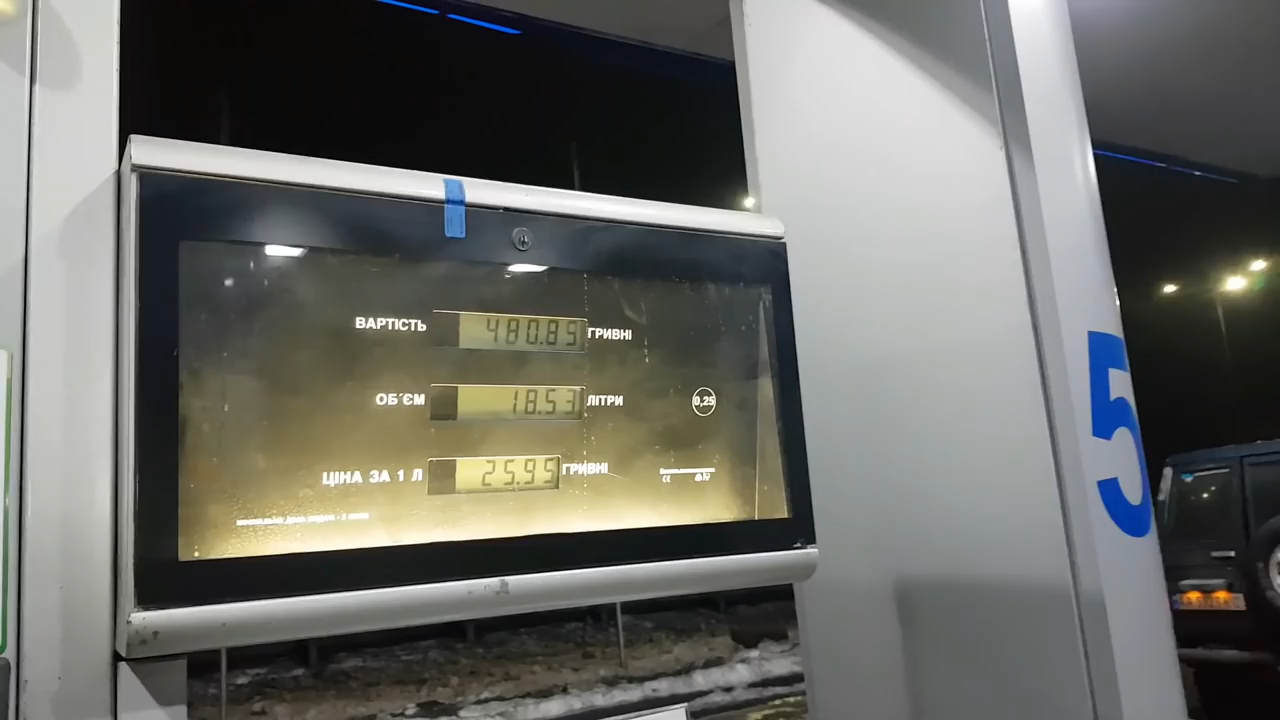 ВАРТІСТЬ 480.89 ГРИВНІ
ОБ'ЄМ 18.53 ЛІТРИ 0,25
ЦІНА ЗА 1 Л 25.95 ГРИВНІ
5